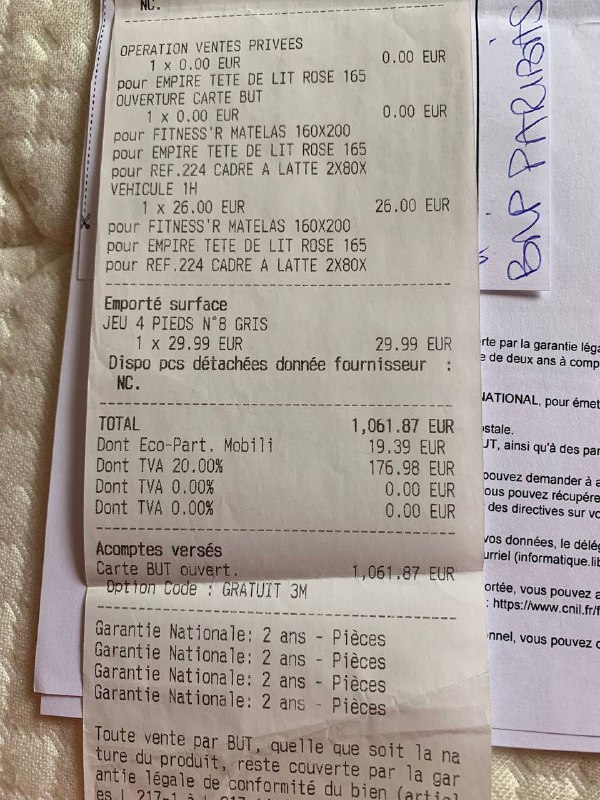 NC.
OPERATION VENTES PRIVEES
1 x 0.00 EUR 0.00 EUR
pour EMPIRE TETE DE LIT ROSE 165
OUVERTURE CARTE BUT
1 x 0.00 EUR 0.00 EUR
pour FITNESS'R MATELAS 160X200
pour EMPIRE TETE DE LIT ROSE 165
pour REF.224 CADRE A LATTE 2X80X
VEHICULE 1H
1 x 26.00 EUR 26.00 EUR
pour FITNESS'R MATELAS 160X200
pour EMPIRE TETE DE LIT ROSE 165
pour REF.224 CADRE A LATTE 2X80X
Emporté surface
JEU 4 PIEDS N°8 GRIS
1 x 29.99 EUR 29.99 EUR
Dispo pcs détachées donnée fournisseur :
NC.
TOTAL 1,061.87 EUR
Dont Eco-Part. Mobili 19.39 EUR
Dont TVA 20.00% 176.98 EUR
Dont TVA 0.00% 0.00 EUR
Dont TVA 0.00% 0.00 EUR
Acomptes versés
Carte BUT ouvert. 1,061.87 EUR
Option Code : GRATUIT 3M
Garantie Nationale: 2 ans - Pièces
Garantie Nationale: 2 ans - Pièces
Garantie Nationale: 2 ans - Pièces
Garantie Nationale: 2 ans - Pièces
Toute vente par BUT, quelle que soit la na
ture du produit, reste couverte par la gar
antie légale de conformité du bien (articl
es L 217-1 à L
BNP PARIBAS
rte par la garantie léga
e de deux ans à comp
NATIONAL, pour émet
ostale.
UT, ainsi qu'à des par
pouvez demander à a
ous pouvez récupére
des directives sur vo
vos données, le délég
urriel (informatique.lib
ortée, vous pouvez a
: https://www.cnil.fr/f
onnel, vous pouvez d